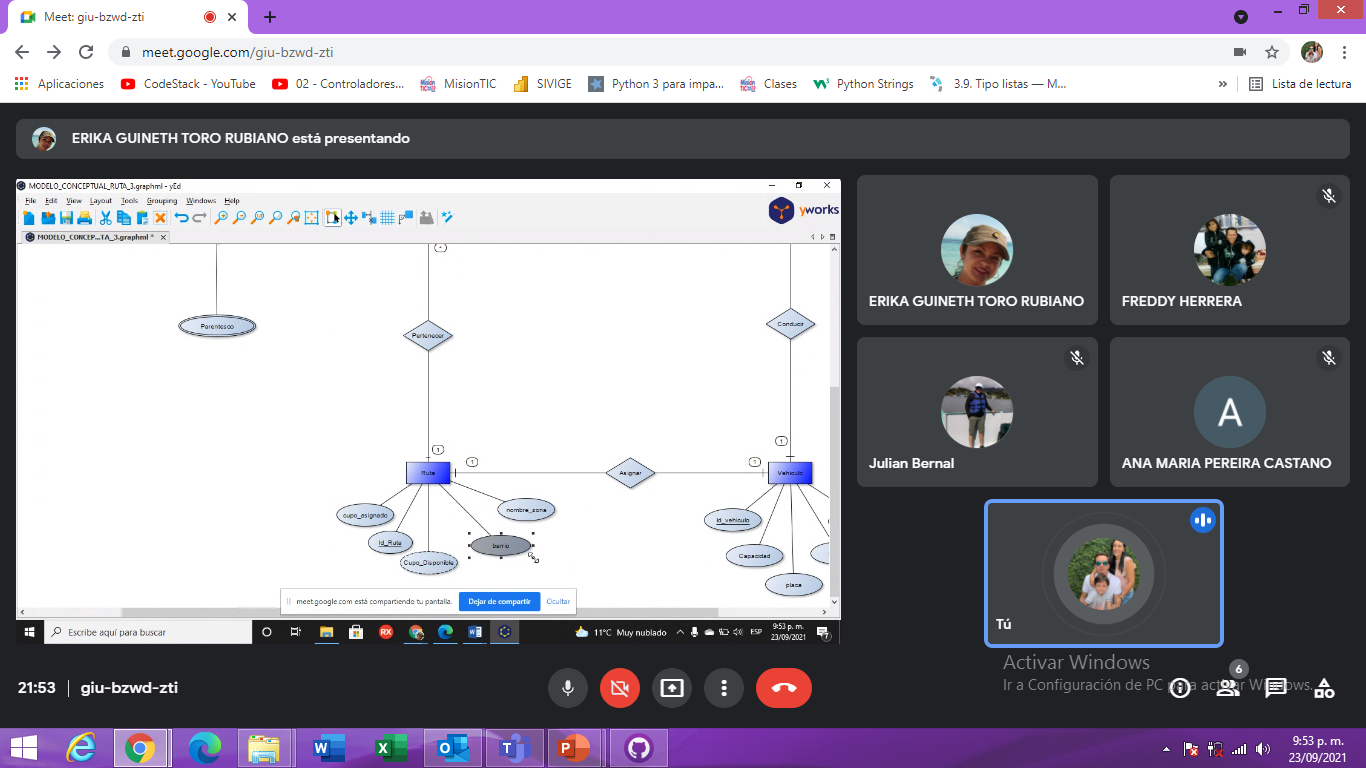 Meet: giu-bzwd-zti
meet.google.com/giu-bzwd-zti
Aplicaciones
CodeStack - YouTube
02 - Controladores...
MisionTIC
SIVIGE
Python 3 para impa...
Clases
Python Strings
3.9. Tipo listas — M...
»
Lista de lectura
ERIKA GUINETH TORO RUBIANO está presentando
MODELO_CONCEPTUAL_RUTA_3.graphml - yEd
File Edit View Layout Tools Grouping Windows Help
yworks
MODELO_CONCEP...TA_3.graphml *
Parentesco
Pertenecer
Conducir
1
1
1
1
Ruta
Asignar
Vehiculo
cupo_asignado
nombre_zona
Id_Ruta
barrio
Cupo_Disponible
id_vehiculo
Capacidad
placa
meet.google.com está compartiendo tu pantalla.
Dejar de compartir
Ocultar
Escribe aquí para buscar
11°C Muy nublado
ESP
9:53 p. m.
23/09/2021
ERIKA GUINETH TORO RUBIANO
FREDDY HERRERA
Julian Bernal
A
ANA MARIA PEREIRA CASTANO
Tú
Activar Windows
Ir a Configuración de PC para activar Windows.
21:53 | giu-bzwd-zti
6
9:53 p. m.
23/09/2021